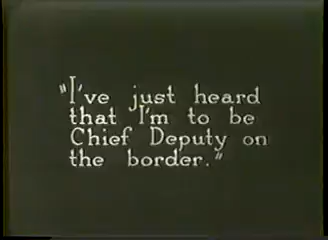 "I've just heard
that I'm to be
Chief Deputy on
the border."